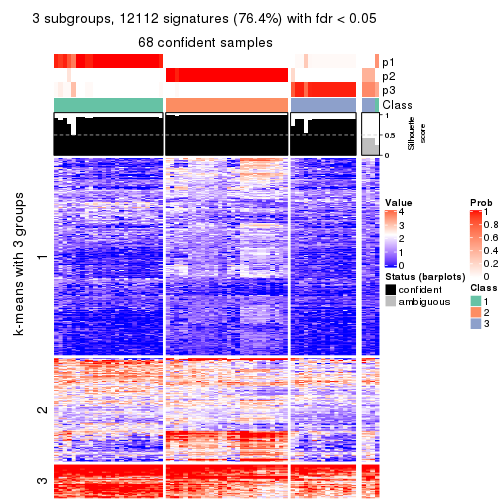 3 subgroups, 12112 signatures (76.4%) with fdr < 0.05
68 confident samples
p1
p2
p3
Class
1
0.5
0
Silhouette
score
k-means with 3 groups
1
2
3
Value
4
3
2
1
0
Status (barplots)
confident
ambiguous
Prob
1
0.8
0.6
0.4
0.2
0
Class
1
2
3